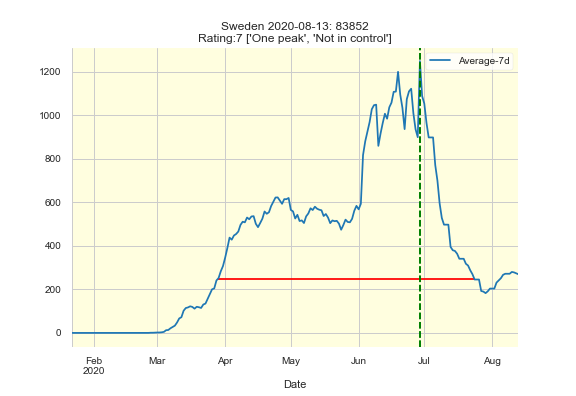 Sweden 2020-08-13: 83852
Rating:7 ['One peak', 'Not in control']
Average-7d
1200
1000
800
600
400
200
0
Feb
2020
Mar
Apr
May
Jun
Jul
Aug
Date